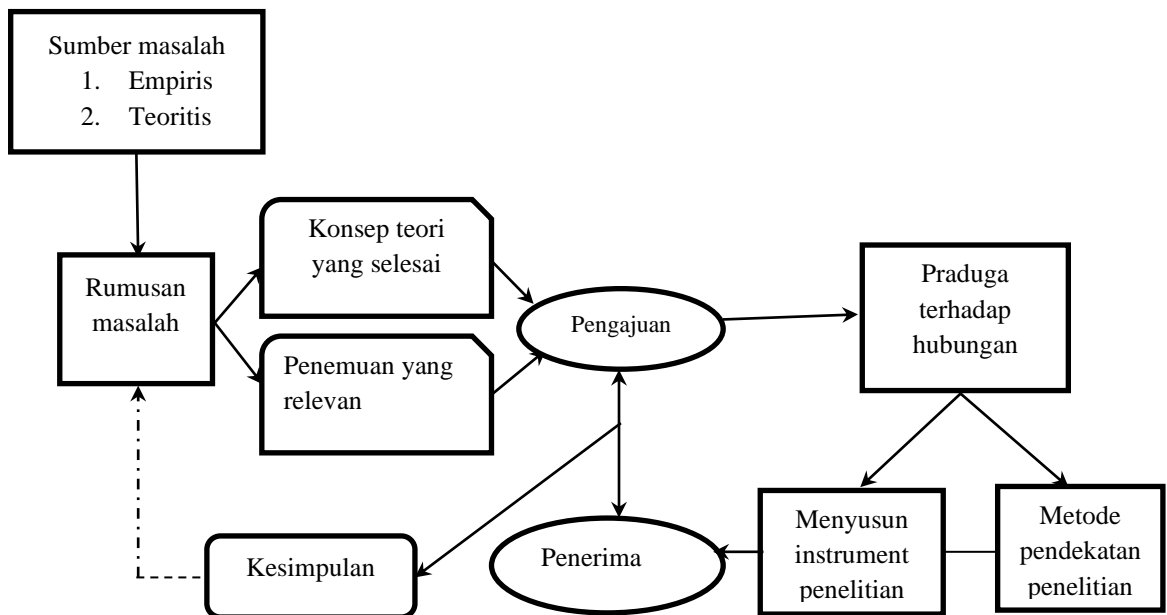 Sumber masalah
1. Empiris
2. Teoritis
Rumusan
masalah
Konsep teori
yang selesai
Penemuan yang
relevan
Pengajuan
Praduga
terhadap
hubungan
Menyusun
instrument
penelitian
Metode
pendekatan
penelitian
Penerima
Kesimpulan